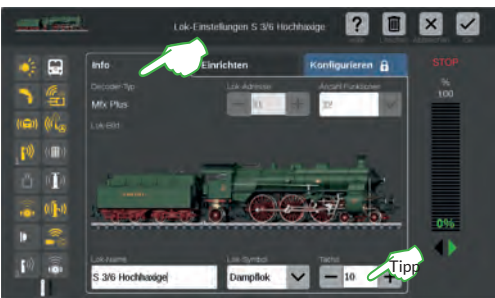 Lok-Einstellungen S 3/6 Hochhaxige
?
Info Einrichten Konfigurieren
STOP
Decoder-Typ Lok-Adresse Anzahl Funktionen
%
100
Mfx Plus
32
Lok-Bild
0%
Lok-Name Lok-Symbol Tacho
S 3/6 Hochhaxige Dampflok 10
Tipp